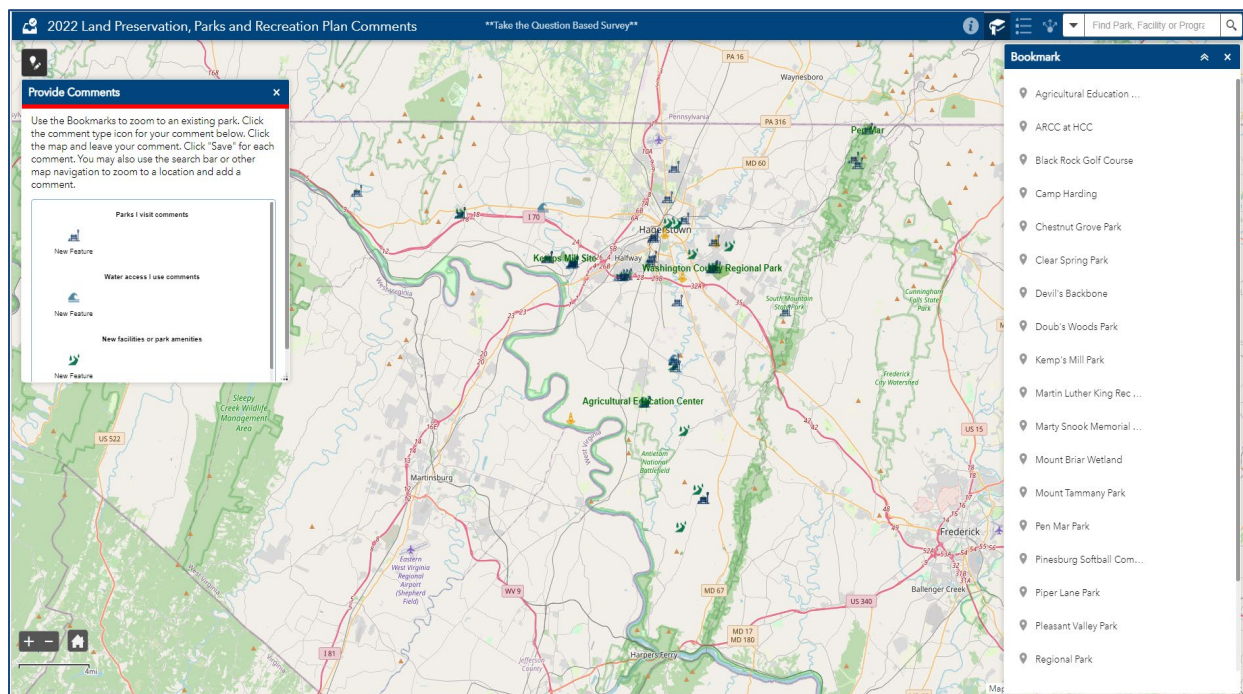 2022 Land Preservation, Parks and Recreation Plan Comments
**Take the Question Based Survey**
Find Park, Facility or Progra
Provide Comments
Use the Bookmarks to zoom to an existing park. Click
the comment type icon for your comment below. Click
the map and leave your comment. Click "Save" for each
comment. You may also use the search bar or other
map navigation to zoom to a location and add a
comment.
Parks I visit comments
New Feature
Water access I use comments
New Feature
New facilities or park amenities
New Feature
Bookmark
Agricultural Education ...
ARCC at HCC
Black Rock Golf Course
Camp Harding
Chestnut Grove Park
Clear Spring Park
Devil's Backbone
Doub's Woods Park
Kemp's Mill Park
Martin Luther King Rec ...
Marty Snook Memorial ...
Mount Briar Wetland
Mount Tammany Park
Pen Mar Park
Pinesburg Softball Com...
Piper Lane Park
Pleasant Valley Park
Regional Park
PA 16
Waynesboro
Pennsylvania
PA 316
Pen Mar
MD 60
I 70
Hagerstown
Kemps Mill Site
Halfway
Washington County Regional Park
West Virginia
South Mountain
State Park
Cunningham
Falls State
Park
Frederick
City Watershed
Sleepy
Creek Wildlife
Management
Area
US 522
Agricultural Education Center
West Virginia
Antietam
National
Battlefield
US 15
Martinsburg
Frederick
Eastern
West Virginia
Regional
Airport
(Shepherd
Field)
WV 9
MD 67
US 340
Ballenger Creek
MD 17
MD 180
Harpers Ferry
Jefferson
County
I 81
West Virginia
Virginia
4mi
Map